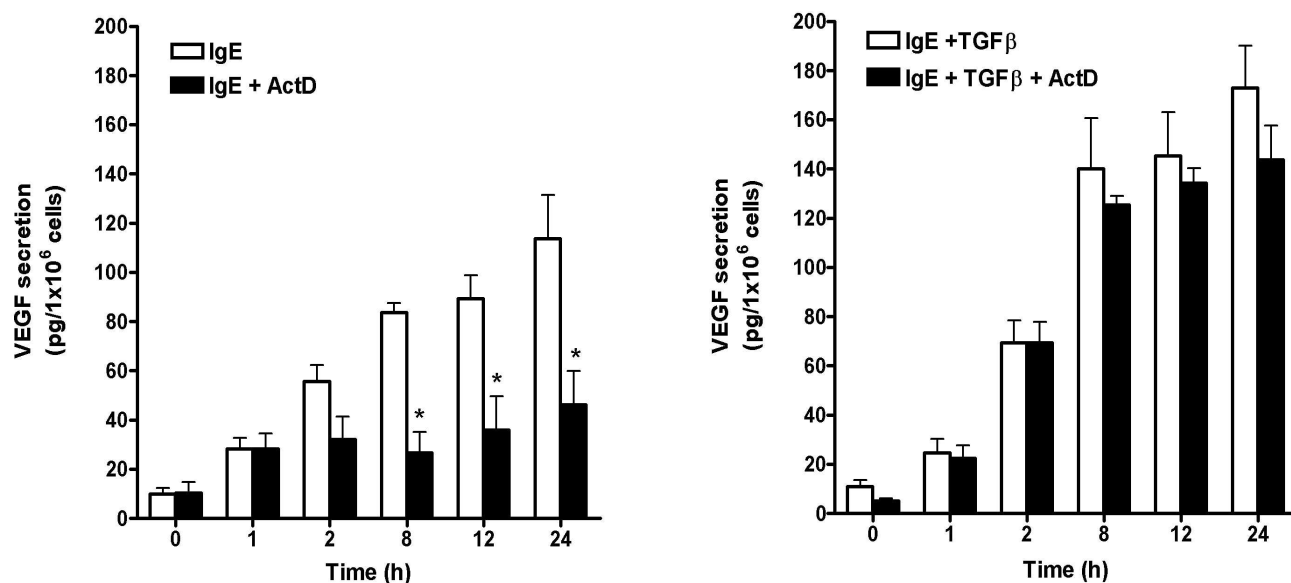 200
180
160
140
120
100
80
60
40
20
0
VEGF secretion
(pg/1x10⁶ cells)
IgE
IgE + ActD
*
*
*
0 1 2 8 12 24
Time (h)
200
180
160
140
120
100
80
60
40
20
0
VEGF secretion
(pg/1x10⁶ cells)
IgE +TGFβ
IgE + TGFβ + ActD
0 1 2 8 12 24
Time (h)